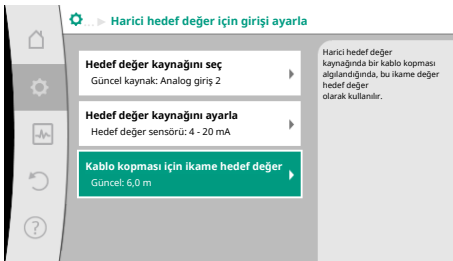 ... ▶ Harici hedef değer için girişi ayarla
Hedef değer kaynağını seç
Güncel kaynak: Analog giriş 2
Hedef değer kaynağını ayarla
Hedef değer sensörü: 4 - 20 mA
Kablo kopması için ikame hedef değer
Güncel: 6,0 m
Harici hedef değer
kaynağında bir kablo kopması
algılandığında, bu ikame değer
hedef değer
olarak kullanılır.